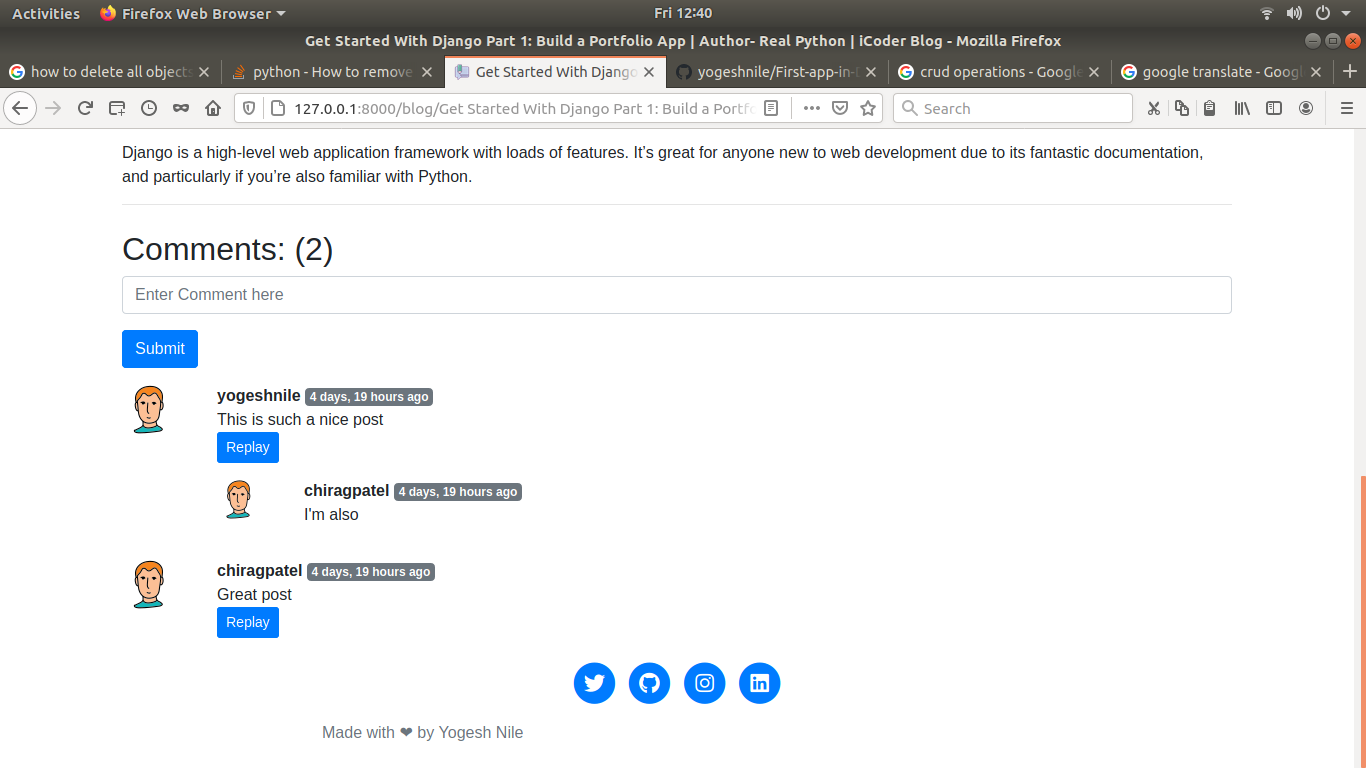 Activities Firefox Web Browser Fri 12:40
Get Started With Django Part 1: Build a Portfolio App | Author- Real Python | iCoder Blog - Mozilla Firefox
how to delete all objects python - How to remove Get Started With Django yogeshnile/First-app-in-D crud operations - Google google translate - Googl
127.0.0.1:8000/blog/Get Started With Django Part 1: Build a Portfo Search
Django is a high-level web application framework with loads of features. It’s great for anyone new to web development due to its fantastic documentation,
and particularly if you’re also familiar with Python.
Comments: (2)
Enter Comment here
Submit
yogeshnile 4 days, 19 hours ago
This is such a nice post
Replay
chiragpatel 4 days, 19 hours ago
I'm also
chiragpatel 4 days, 19 hours ago
Great post
Replay
Made with ❤ by Yogesh Nile